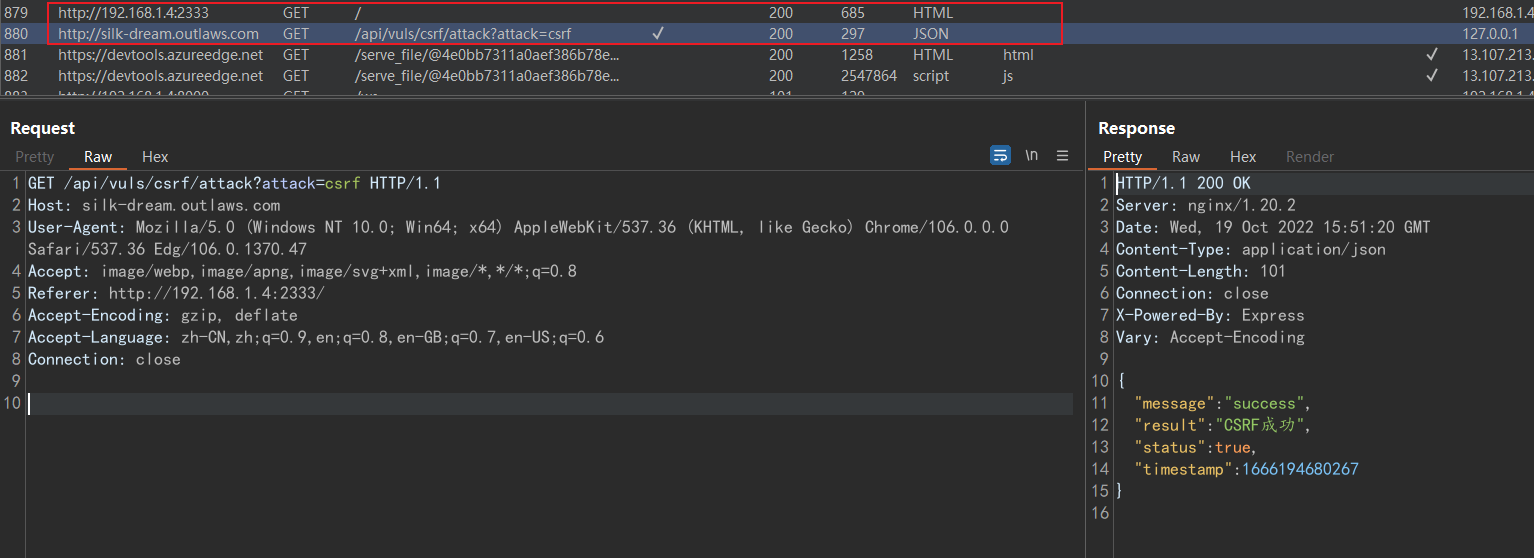 879 http://192.168.1.4:2333 GET / 200 685 HTML 192.168.1.4
880 http://silk-dream.outlaws.com GET /api/vuls/csrf/attack?attack=csrf ✓ 200 297 JSON 127.0.0.1
881 https://devtools.azureedge.net GET /serve_file/@4e0bb7311a0aef386b78e... 200 1258 HTML html ✓ 13.107.213.
882 https://devtools.azureedge.net GET /serve_file/@4e0bb7311a0aef386b78e... 200 2547864 script js ✓ 13.107.213.
Request
Pretty Raw Hex \n
1 GET /api/vuls/csrf/attack?attack=csrf HTTP/1.1
2 Host: silk-dream.outlaws.com
3 User-Agent: Mozilla/5.0 (Windows NT 10.0; Win64; x64) AppleWebKit/537.36 (KHTML, like Gecko) Chrome/106.0.0.0
Safari/537.36 Edg/106.0.1370.47
4 Accept: image/webp,image/apng,image/svg+xml,image/*,*/*;q=0.8
5 Referer: http://192.168.1.4:2333/
6 Accept-Encoding: gzip, deflate
7 Accept-Language: zh-CN,zh;q=0.9,en;q=0.8,en-GB;q=0.7,en-US;q=0.6
8 Connection: close
9
10
Response
Pretty Raw Hex Render
1 HTTP/1.1 200 OK
2 Server: nginx/1.20.2
3 Date: Wed, 19 Oct 2022 15:51:20 GMT
4 Content-Type: application/json
5 Content-Length: 101
6 Connection: close
7 X-Powered-By: Express
8 Vary: Accept-Encoding
9
10 {
11 "message":"success",
12 "result":"CSRF成功",
13 "status":true,
14 "timestamp":1666194680267
15 }
16